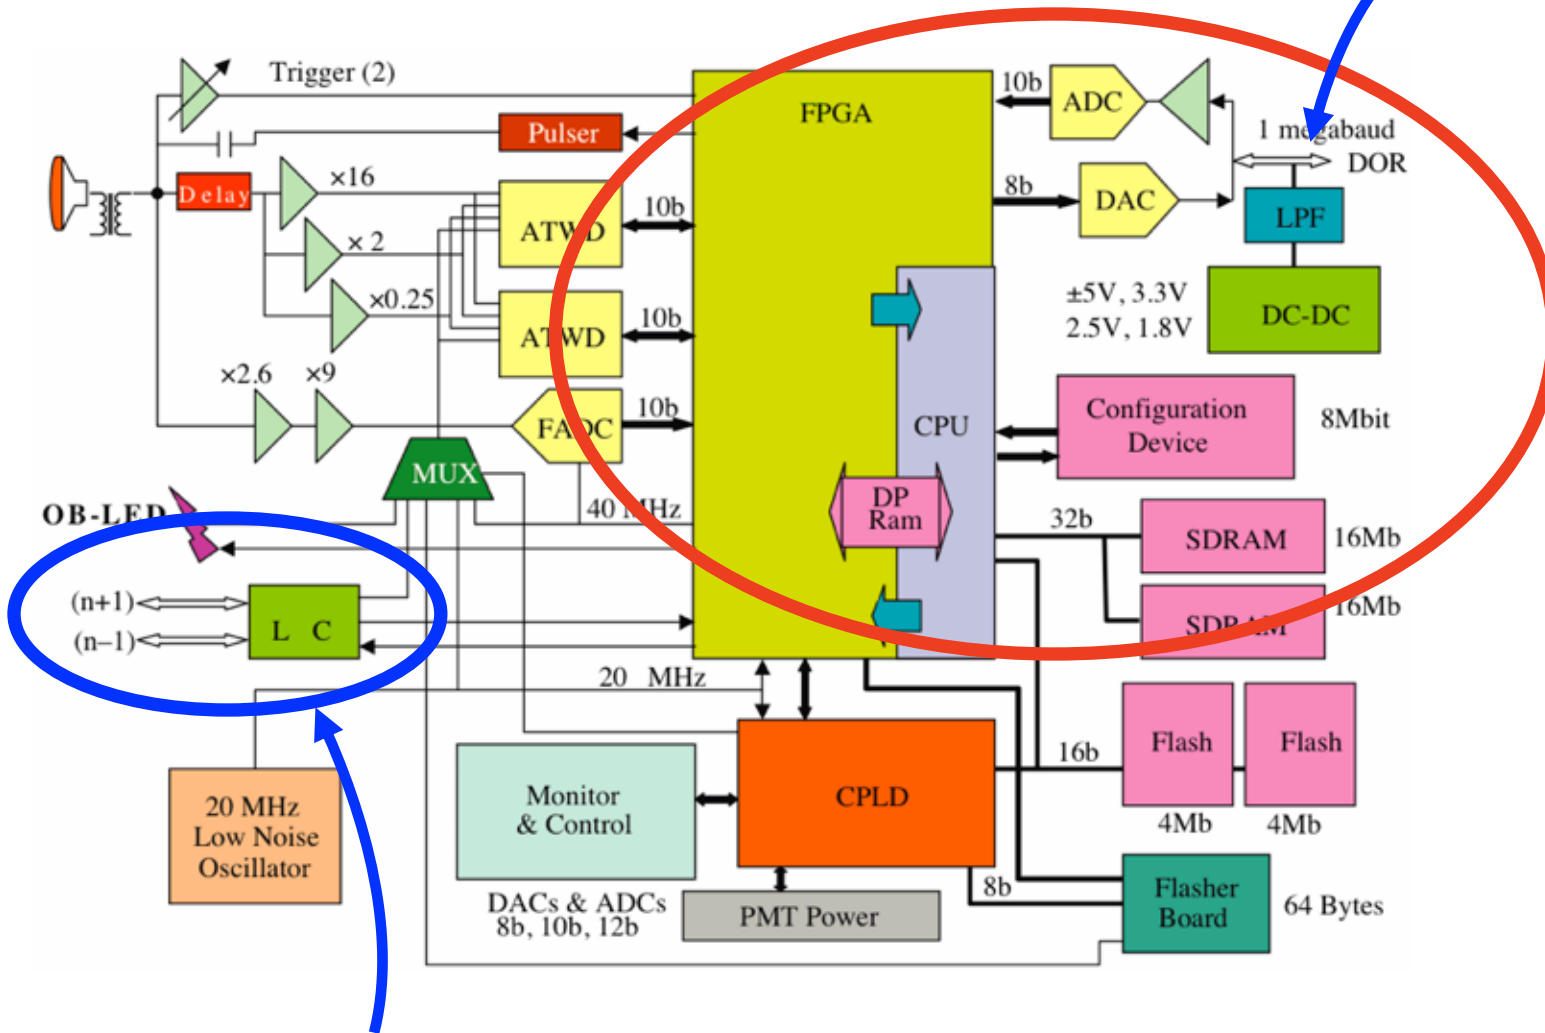 Trigger (2)
FPGA
10b
ADC
1 megabaud
DOR
Pulser
Delay
×16
ATWD
10b
8b
DAC
LPF
× 2
×0.25
ATWD
10b
±5V, 3.3V
2.5V, 1.8V
DC-DC
×2.6
×9
FADC
10b
CPU
Configuration
Device
8Mbit
MUX
OB-LED
40 MHz
DP
Ram
32b
SDRAM
16Mb
(n+1)
(n−1)
L C
SDRAM
16Mb
20 MHz
20 MHz
Low Noise
Oscillator
Monitor
& Control
DACs & ADCs
8b, 10b, 12b
CPLD
PMT Power
16b
Flash
Flash
4Mb
4Mb
8b
Flasher
Board
64 Bytes